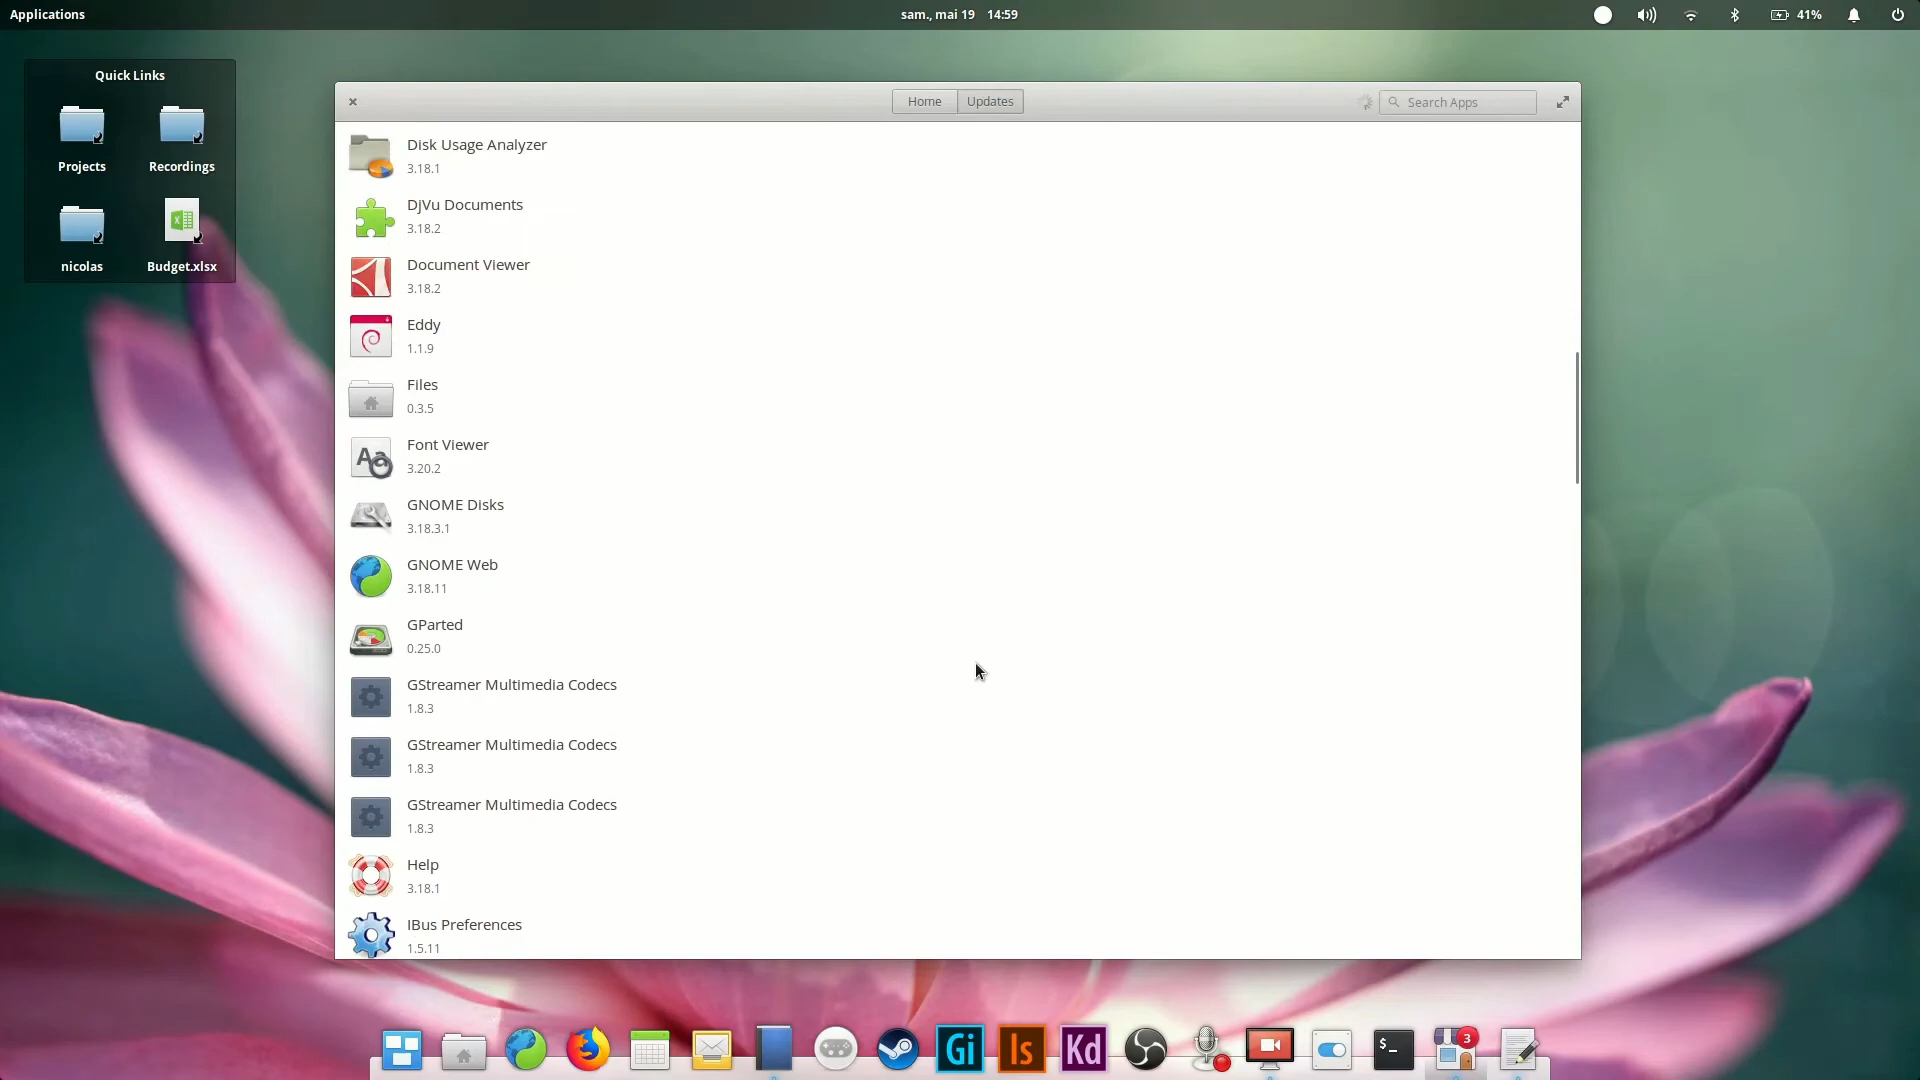 Applications
sam., mai 19 14:59
41%
Quick Links
Projects
Recordings
nicolas
Budget.xlsx
Home
Updates
Search Apps
Disk Usage Analyzer
3.18.1
DjVu Documents
3.18.2
Document Viewer
3.18.2
Eddy
1.1.9
Files
0.3.5
Font Viewer
3.20.2
GNOME Disks
3.18.3.1
GNOME Web
3.18.11
GParted
0.25.0
GStreamer Multimedia Codecs
1.8.3
GStreamer Multimedia Codecs
1.8.3
GStreamer Multimedia Codecs
1.8.3
Help
3.18.1
IBus Preferences
1.5.11
Gi
Is
Kd
$_
3